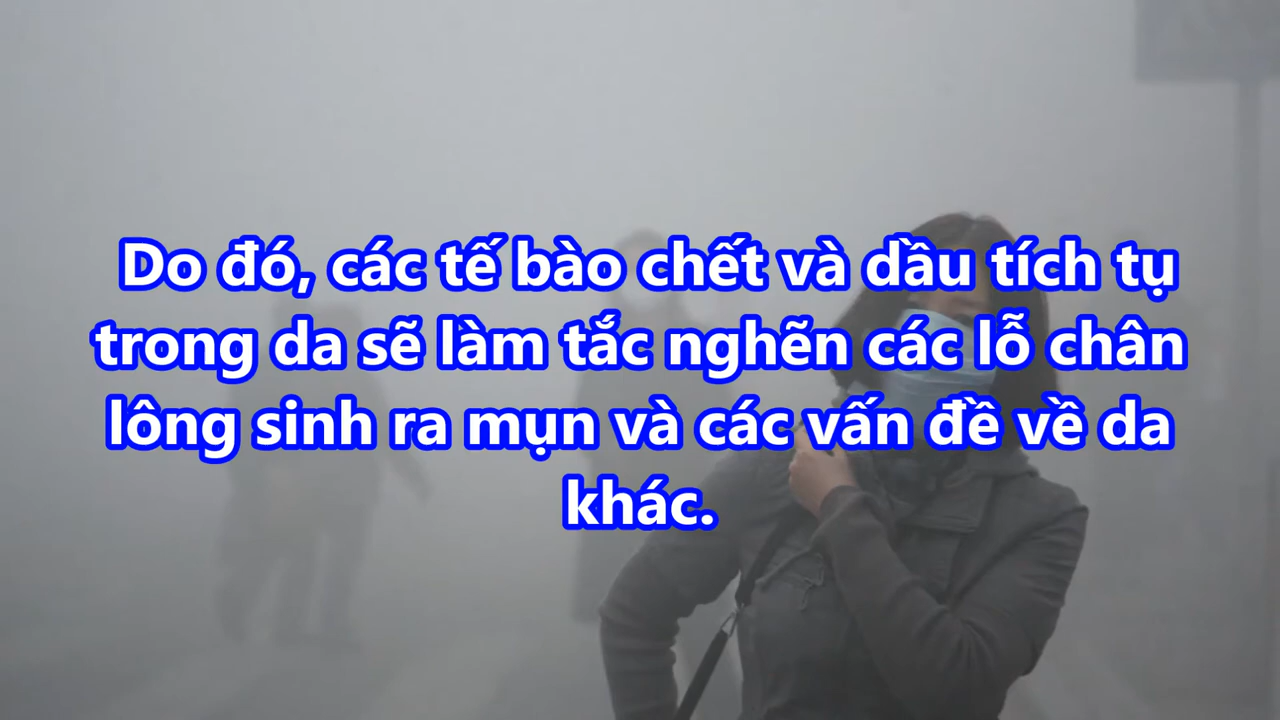 Do đó, các tế bào chết và dầu tích tụ
trong da sẽ làm tắc nghẽn các lỗ chân
lông sinh ra mụn và các vấn đề về da
khác.